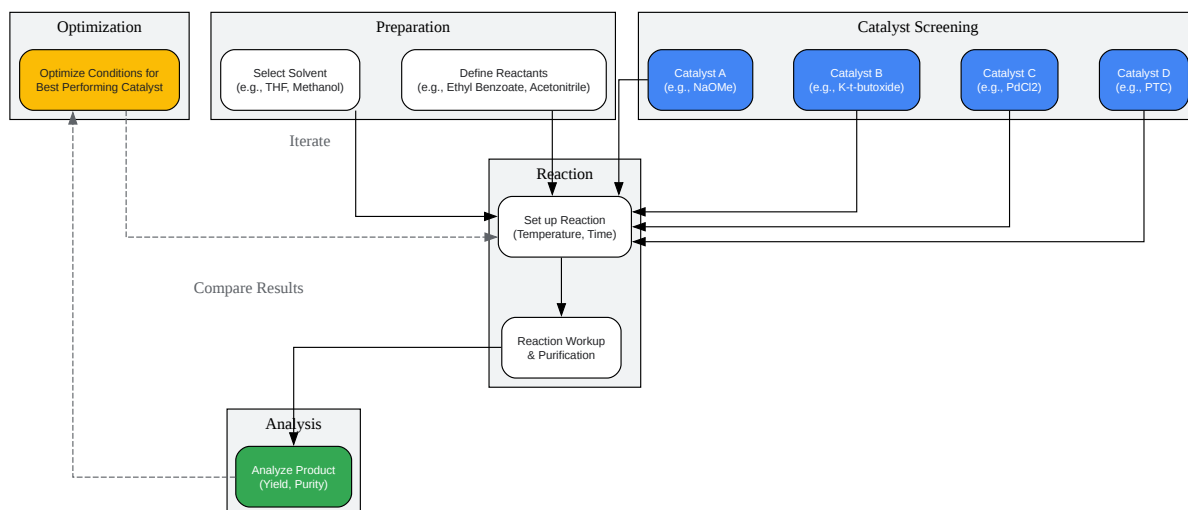 Optimization
Optimize Conditions for
Best Performing Catalyst
Preparation
Select Solvent
(e.g., THF, Methanol)
Define Reactants
(e.g., Ethyl Benzoate, Acetonitrile)
Catalyst Screening
Catalyst A
(e.g., NaOMe)
Catalyst B
(e.g., K-t-butoxide)
Catalyst C
(e.g., PdCl2)
Catalyst D
(e.g., PTC)
Iterate
Reaction
Set up Reaction
(Temperature, Time)
Compare Results
Reaction Workup
& Purification
Analysis
Analyze Product
(Yield, Purity)